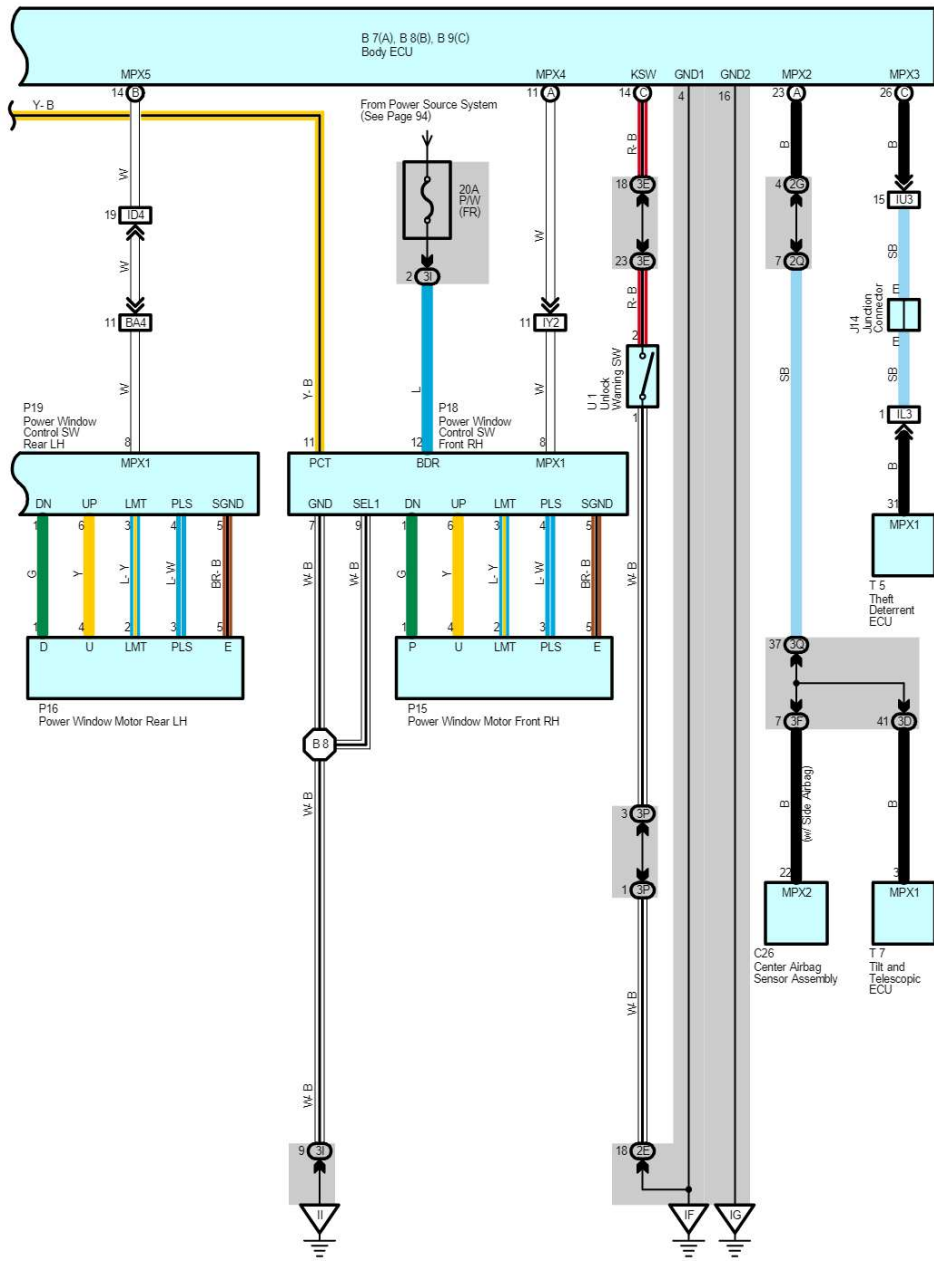 B 7(A), B 8(B), B 9(C)
Body ECU
MPX5
MPX4
KSW
GND1
GND2
MPX2
MPX3
14 B
11 A
14 C
4
16
23 A
26 C
Y- B
From Power Source System
(See Page 94)
W
R- B
B
B
20A
P/W
(FR)
18 3E
4 2G
15 IU3
19 ID4
W
W
SB
23 3E
7 2Q
2 3I
R- B
E
J14
Junction
Connector
E
11 BA4
11 IY2
2
U 1
Unlock
Warning SW
1
W
Y- B
L
W
SB
SB
1 IL3
P19
Power Window
Control SW
Rear LH
P18
Power Window
Control SW
Front RH
B
8
11
12
8
31
MPX1
PCT
BDR
MPX1
DN
UP
LMT
PLS
SGND
GND
SEL1
DN
UP
LMT
PLS
SGND
MPX1
T 5
Theft
Deterrent
ECU
1
6
3
4
5
7
9
1
6
3
4
5
G
Y
L- Y
L- W
BR- B
W- B
W- B
G
Y
L- Y
L- W
BR- B
W- B
1
4
2
3
5
1
4
2
3
5
D
U
LMT
PLS
E
P
U
LMT
PLS
E
P16
Power Window Motor Rear LH
P15
Power Window Motor Front RH
37 3Q
7 3F
41 3D
B 8
W- B
B
(w/ Side Airbag)
B
3 3P
1 3P
22
3
MPX2
MPX1
C26
Center Airbag
Sensor Assembly
T 7
Tilt and
Telescopic
ECU
W- B
W- B
9 3I
18 2E
II
IF
IG